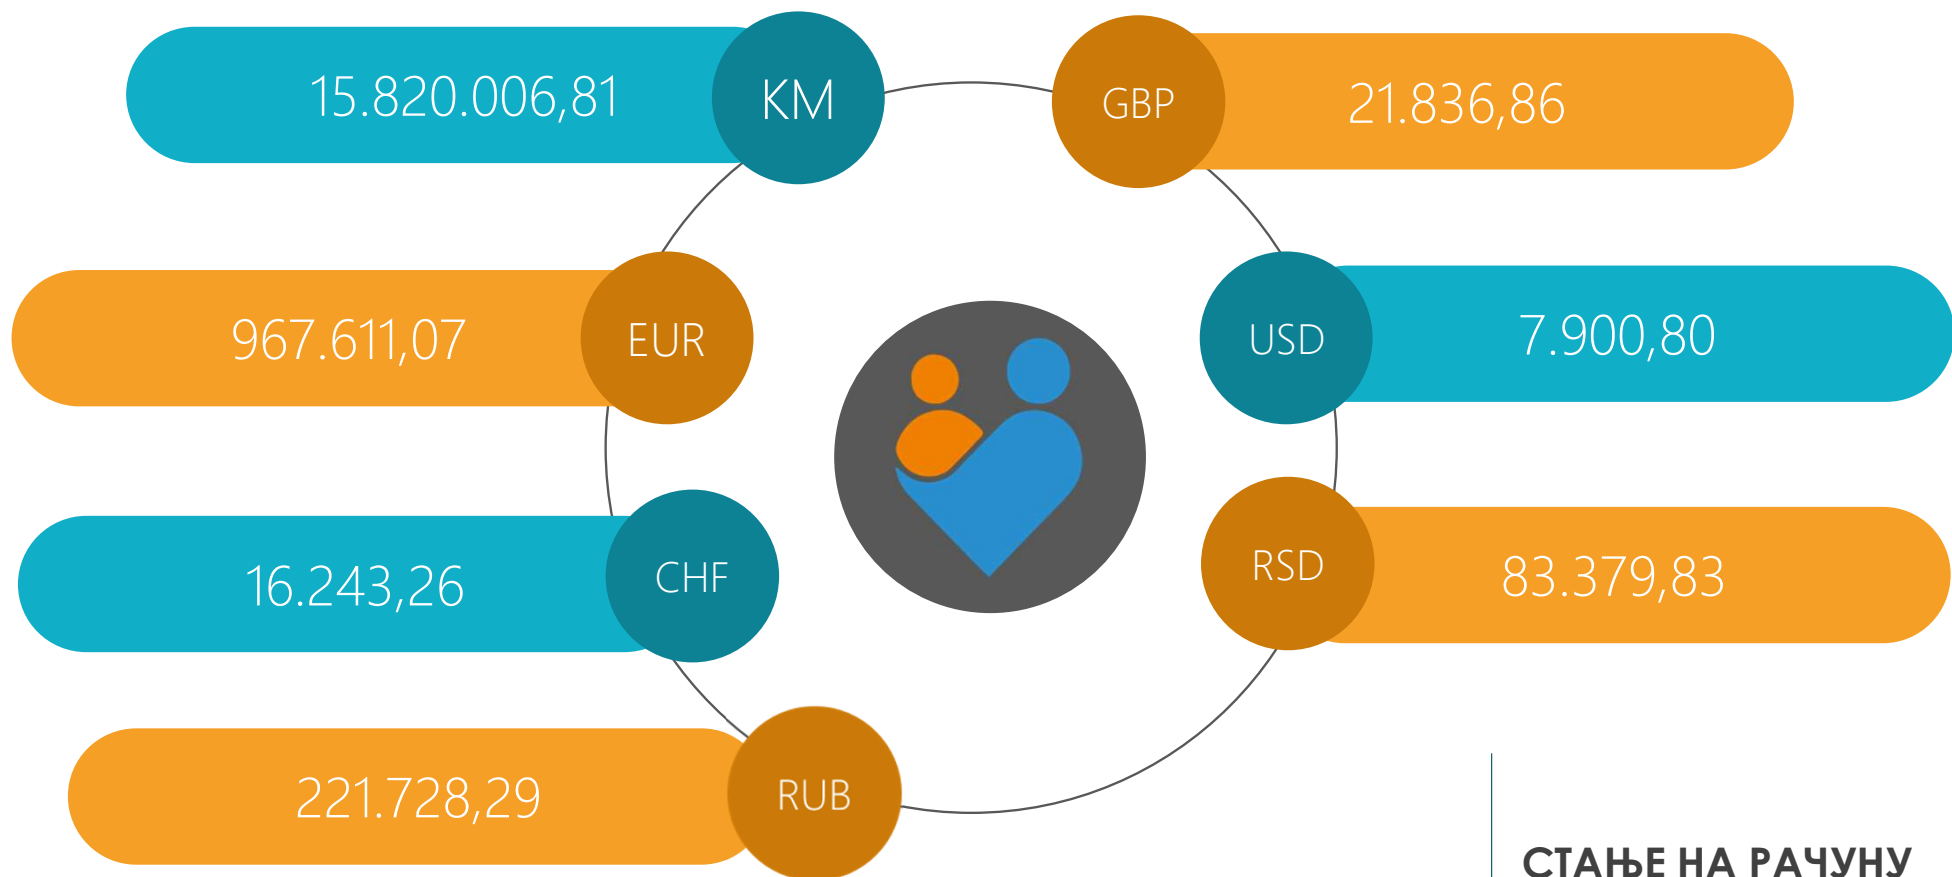 15.820.006,81 KM
GBP 21.836,86
967.611,07 EUR
USD 7.900,80
16.243,26 CHF
RSD 83.379,83
221.728,29 RUB
СТАЊЕ НА РАЧУНУ